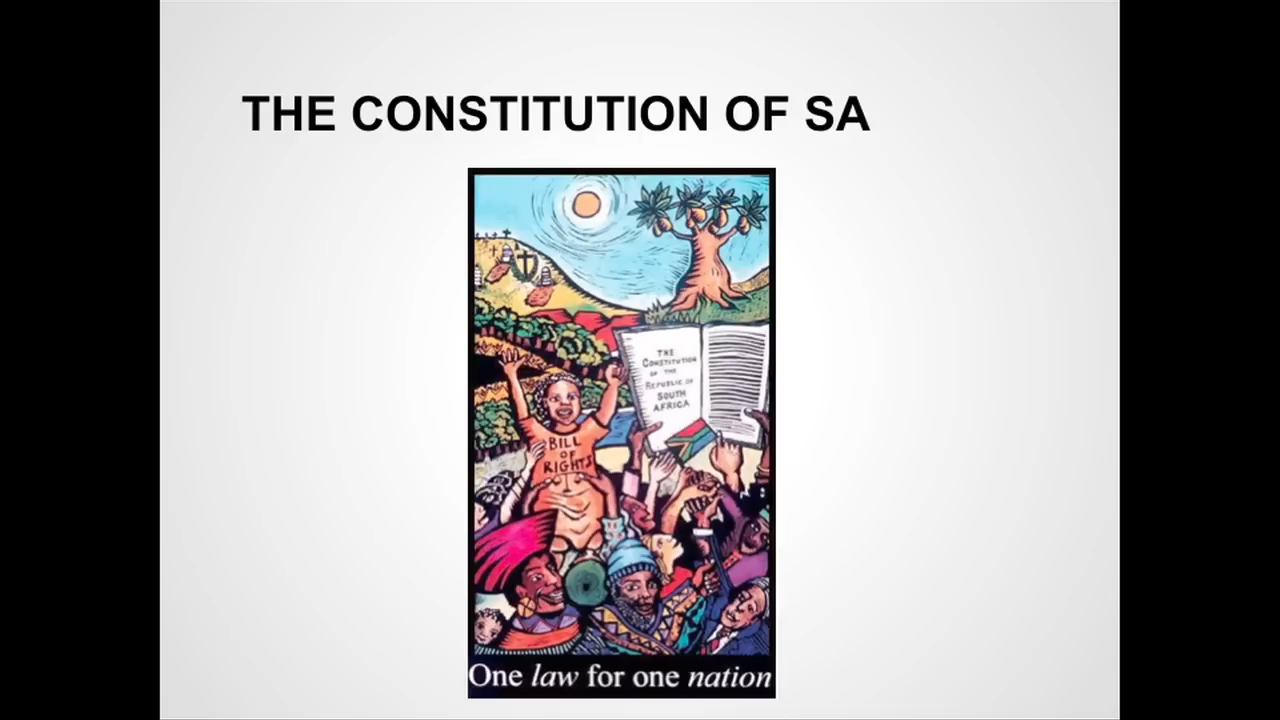 THE CONSTITUTION OF SA
THE
CONSTITUTION
OF THE
REPUBLIC OF
SOUTH
AFRICA
BILL
OF
RIGHTS
One law for one nation